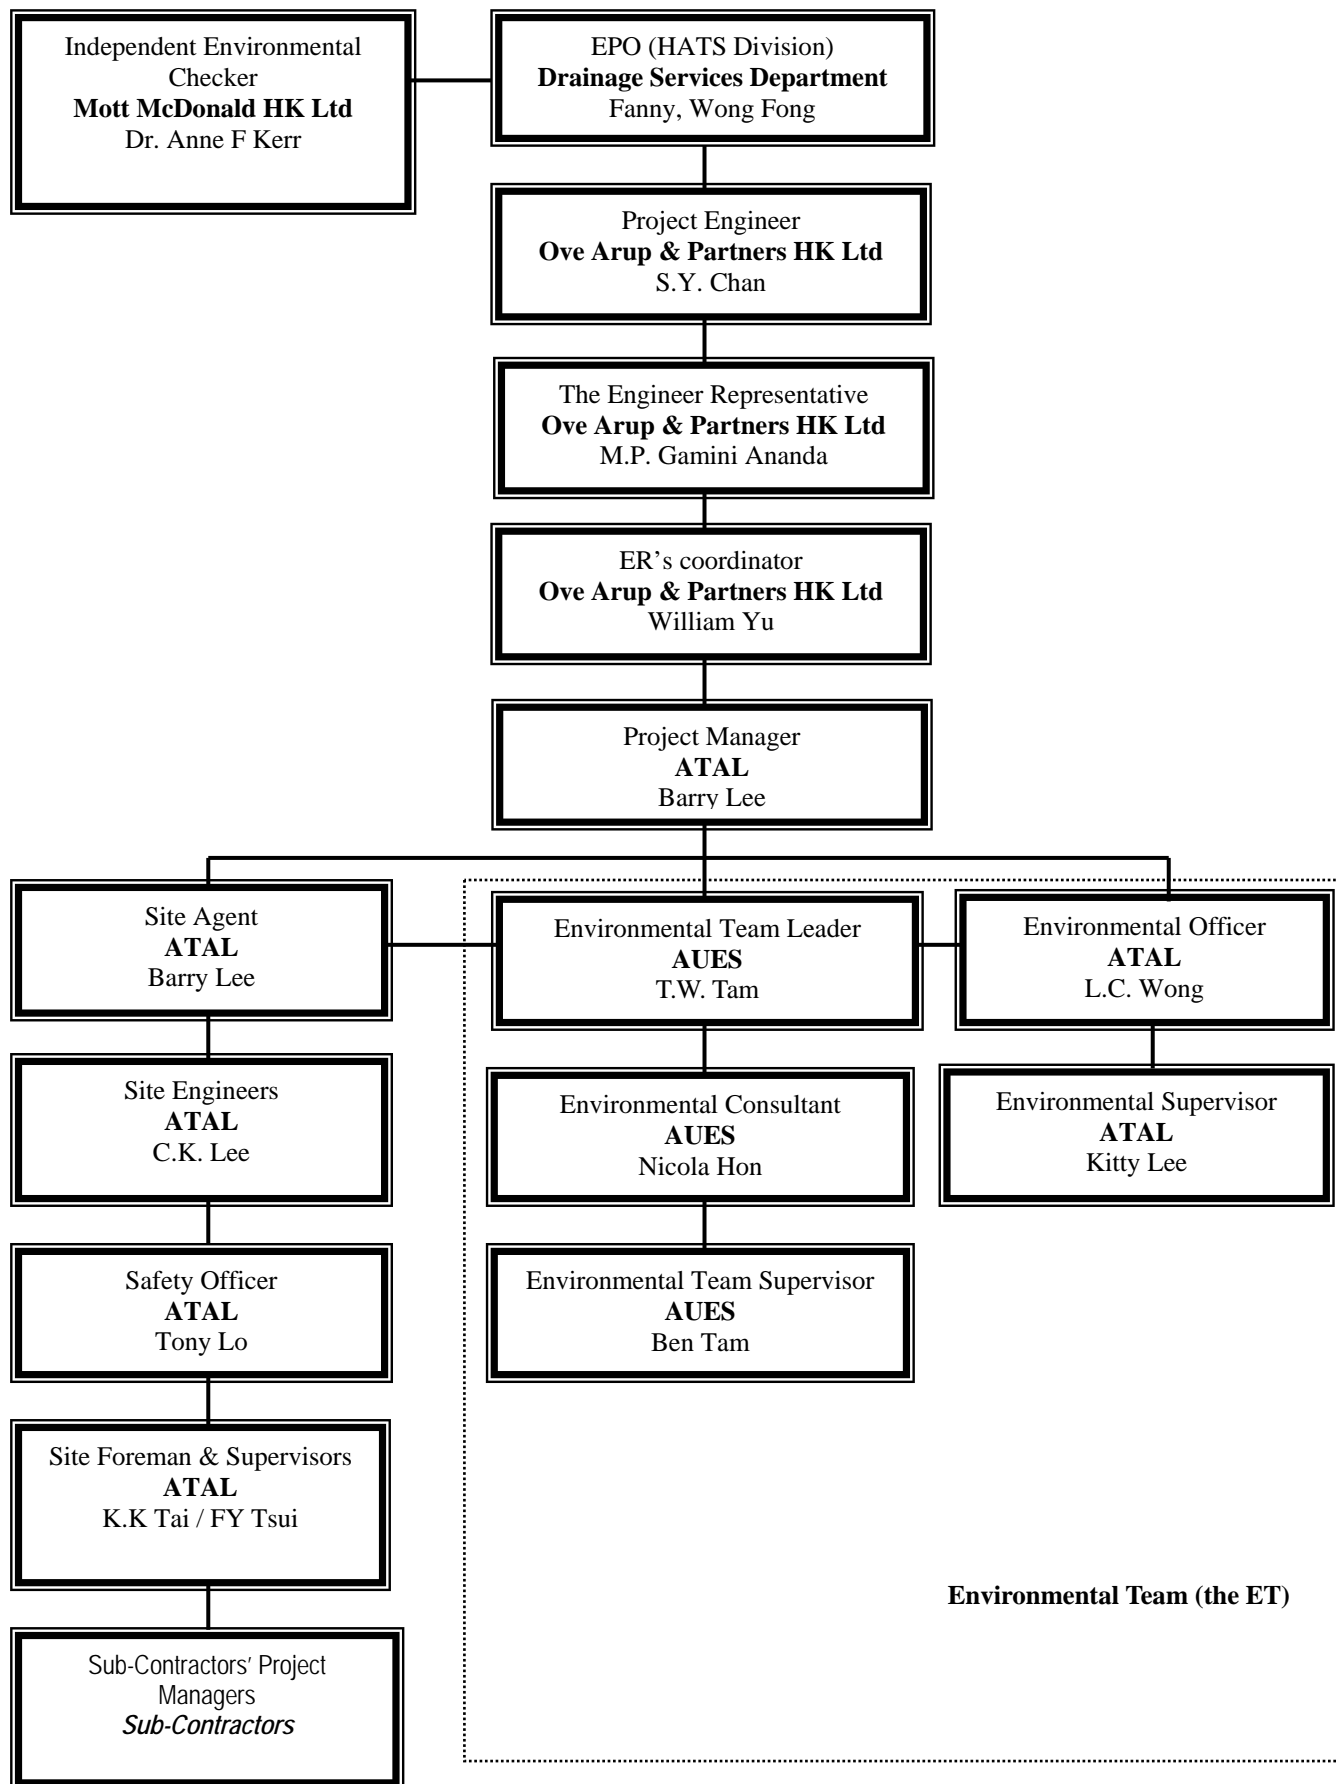 Independent Environmental
Checker
Mott McDonald HK Ltd
Dr. Anne F Kerr
EPO (HATS Division)
Drainage Services Department
Fanny, Wong Fong
Project Engineer
Ove Arup & Partners HK Ltd
S.Y. Chan
The Engineer Representative
Ove Arup & Partners HK Ltd
M.P. Gamini Ananda
ER’s coordinator
Ove Arup & Partners HK Ltd
William Yu
Project Manager
ATAL
Barry Lee
Site Agent
ATAL
Barry Lee
Environmental Team Leader
AUES
T.W. Tam
Environmental Officer
ATAL
L.C. Wong
Site Engineers
ATAL
C.K. Lee
Environmental Consultant
AUES
Nicola Hon
Environmental Supervisor
ATAL
Kitty Lee
Safety Officer
ATAL
Tony Lo
Environmental Team Supervisor
AUES
Ben Tam
Site Foreman & Supervisors
ATAL
K.K Tai / FY Tsui
Environmental Team (the ET)
Sub-Contractors’ Project
Managers
Sub-Contractors